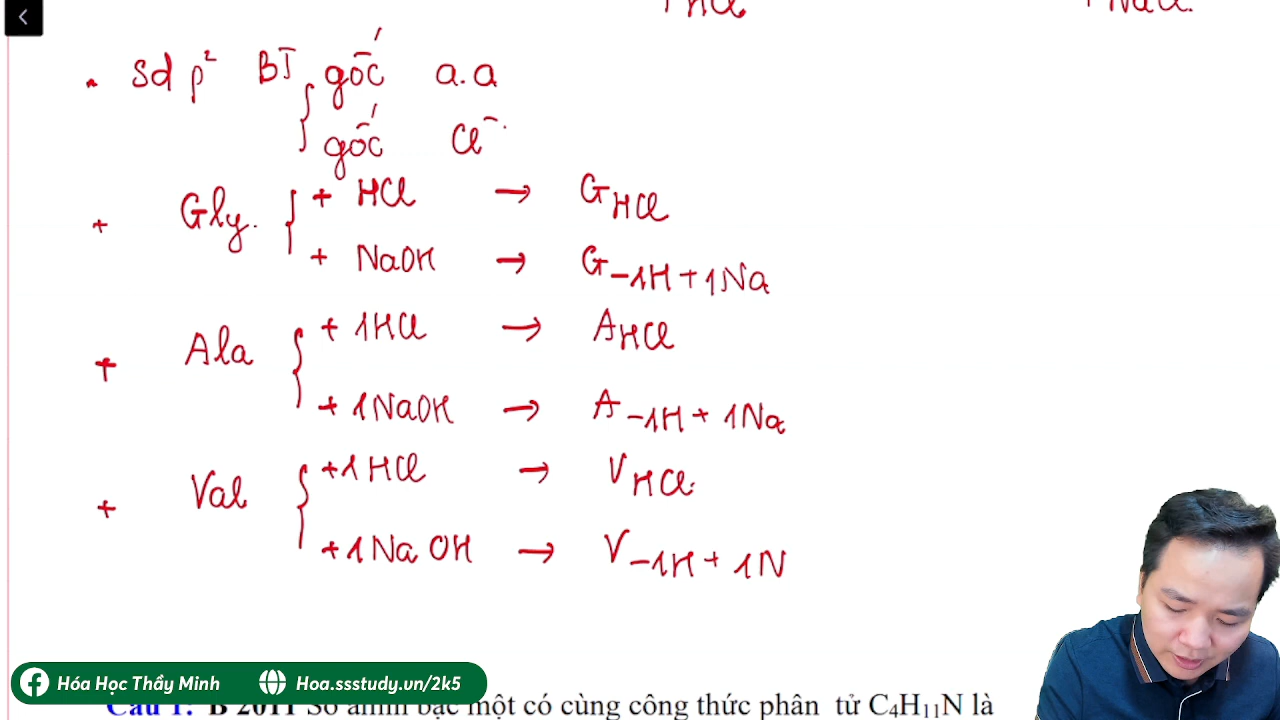 + HCl + NaCl.
. Sd p² BT { gốc a.a
gốc Cl⁻.
+ Gly. { + HCl → G HCl
+ NaOH → G -1H + 1Na
+ Ala { + 1HCl → A HCl
+ 1NaOH → A -1H + 1Na
+ Val { +1 HCl → V HCl.
+1 NaOH → V -1H + 1N
Hóa Học Thầy Minh Hoa.ssstudy.vn/2k5
Câu 1: B 2011 Số amin bậc một có cùng công thức phân tử C₄H₁₁N là